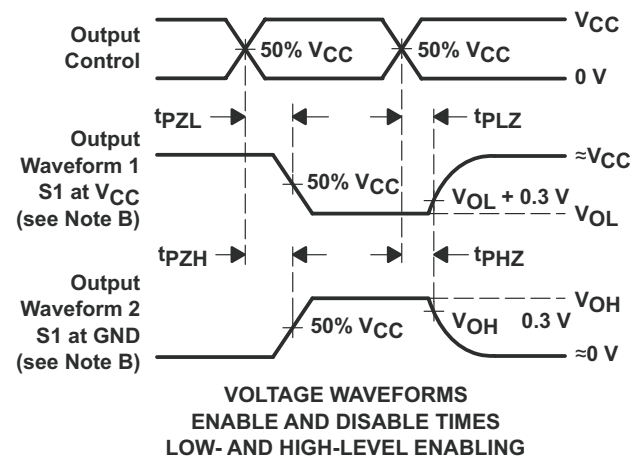 Output
Control
50% VCC
50% VCC
VCC
0 V
tPZL
tPLZ
Output
Waveform 1
S1 at VCC
(see Note B)
50% VCC
≈VCC
VOL + 0.3 V
VOL
tPZH
tPHZ
Output
Waveform 2
S1 at GND
(see Note B)
50% VCC
VOH
VOH 0.3 V
≈0 V
VOLTAGE WAVEFORMS
ENABLE AND DISABLE TIMES
LOW- AND HIGH-LEVEL ENABLING